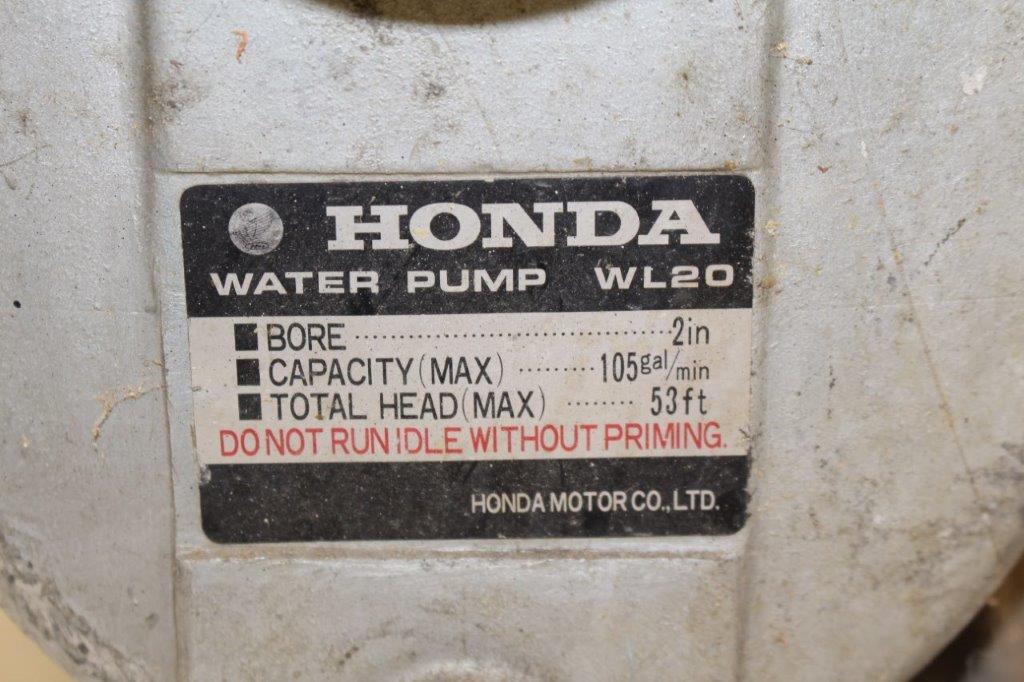 HONDA
WATER PUMP WL20
■ BORE ................................ 2in
■ CAPACITY(MAX) ......... 105gal/min
■ TOTAL HEAD(MAX) ........ 53ft
DO NOT RUN IDLE WITHOUT PRIMING.
HONDA MOTOR CO.,LTD.